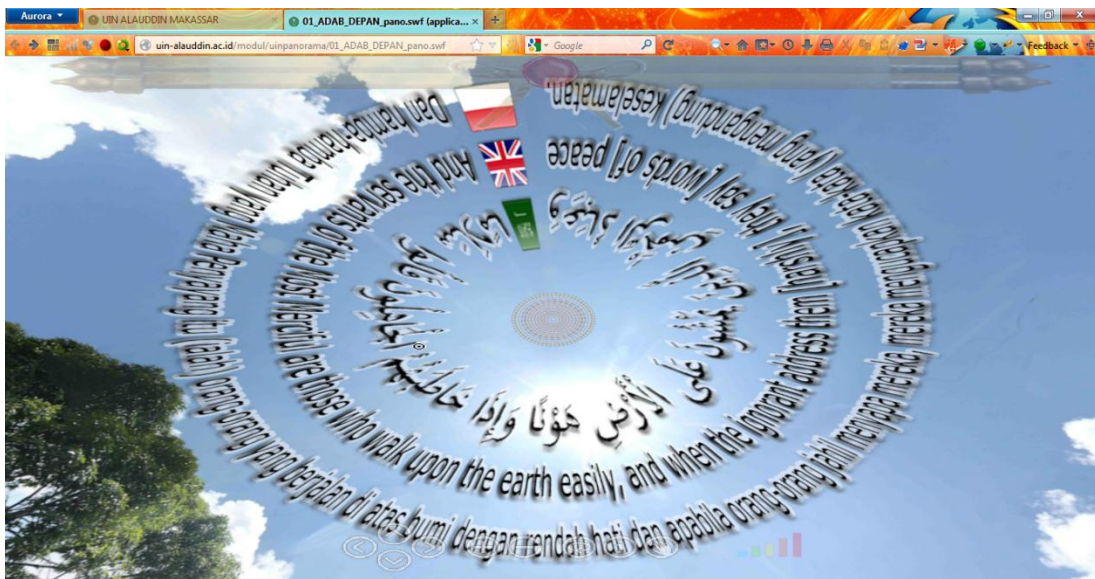 Aurora
UIN ALAUDDIN MAKASSAR
01_ADAB_DEPAN_pano.swf (applica...
uin-alauddin.ac.id/modul/uinpanorama/01_ADAB_DEPAN_pano.swf
Google
Feedback
Dan hamba-hamba Tuhan yang Maha Penyayang itu (ialah) orang-orang yang berjalan di atas bumi dengan rendah hati dan apabila orang-orang jahil menyapa mereka, mereka mengucapkan [kata-kata] yang mengandung] keselamatan
And the servants of the Most Merciful are those who walk upon the earth easily, and when the ignorant address them [harshly], they say [words of] peace
وَعِبَادُ الرَّحْمَٰنِ الَّذِينَ يَمْشُونَ عَلَى الْأَرْضِ هَوْنًا وَإِذَا خَاطَبَهُمُ الْجَاهِلُونَ قَالُوا سَلَامًا